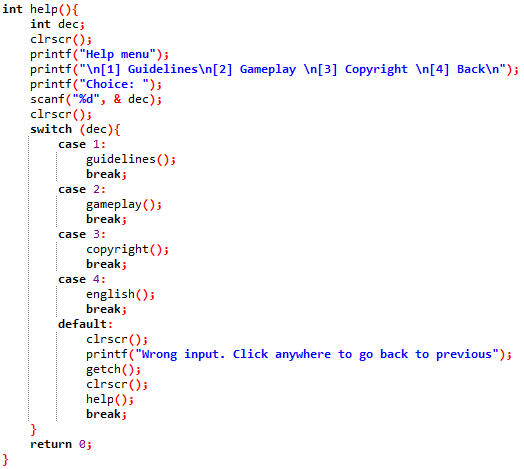 int help(){
    int dec;
    clrscr();
    printf("Help menu");
    printf("\n[1] Guidelines\n[2] Gameplay \n[3] Copyright \n[4] Back\n");
    printf("Choice: ");
    scanf("%d", & dec);
    clrscr();
    switch (dec){
        case 1:
            guidelines();
            break;
        case 2:
            gameplay();
            break;
        case 3:
            copyright();
            break;
        case 4:
            english();
            break;
        default:
            clrscr();
            printf("Wrong input. Click anywhere to go back to previous");
            getch();
            clrscr();
            help();
            break;
    }
    return 0;
}